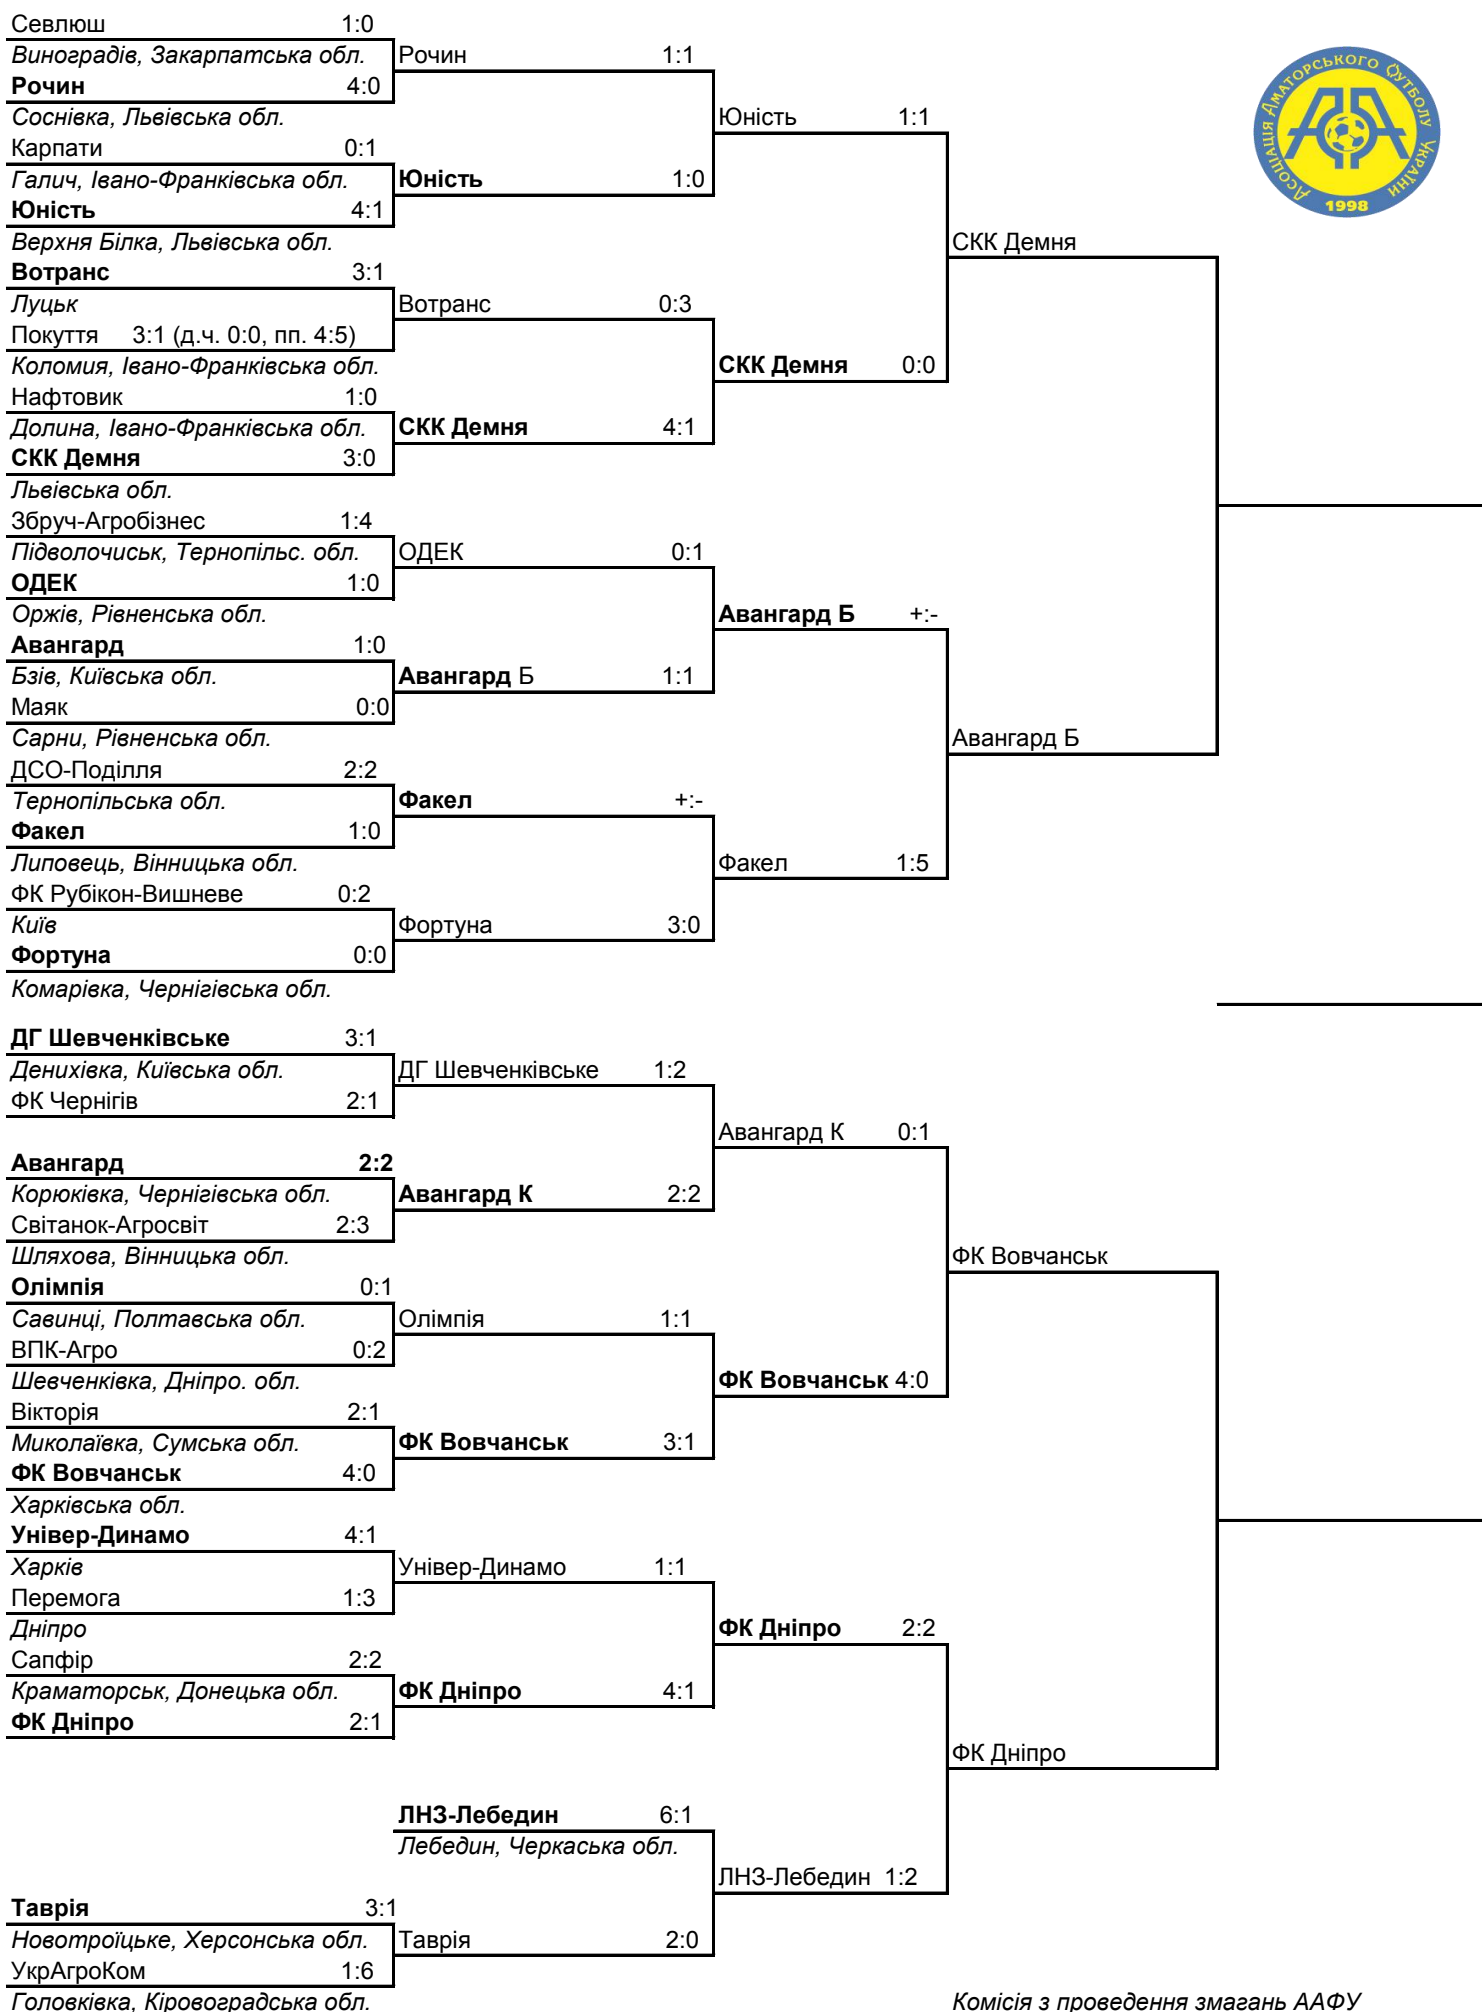 Севлюш 1:0
Виноградів, Закарпатська обл.
Рочин 4:0
Соснівка, Львівська обл.
Карпати 0:1
Галич, Івано-Франківська обл.
Юність 4:1
Верхня Білка, Львівська обл.
Вотранс 3:1
Луцьк
Покуття 3:1 (д.ч. 0:0, пп. 4:5)
Коломия, Івано-Франківська обл.
Нафтовик 1:0
Долина, Івано-Франківська обл.
СКК Демня 3:0
Львівська обл.
Збруч-Агробізнес 1:4
Підволочиськ, Тернопільс. обл.
ОДЕК 1:0
Оржів, Рівненська обл.
Авангард 1:0
Бзів, Київська обл.
Маяк 0:0
Сарни, Рівненська обл.
ДСО-Поділля 2:2
Тернопільська обл.
Факел 1:0
Липовець, Вінницька обл.
ФК Рубікон-Вишневе 0:2
Київ
Фортуна 0:0
Комарівка, Чернігівська обл.
ДГ Шевченківське 3:1
Денихівка, Київська обл.
ФК Чернігів 2:1
Авангард 2:2
Корюківка, Чернігівська обл.
Світанок-Агросвіт 2:3
Шляхова, Вінницька обл.
Олімпія 0:1
Савинці, Полтавська обл.
ВПК-Агро 0:2
Шевченківка, Дніпро. обл.
Вікторія 2:1
Миколаївка, Сумська обл.
ФК Вовчанськ 4:0
Харківська обл.
Універ-Динамо 4:1
Харків
Перемога 1:3
Дніпро
Сапфір 2:2
Краматорськ, Донецька обл.
ФК Дніпро 2:1
Таврія 3:1
Новотроїцьке, Херсонська обл.
УкрАгроКом 1:6
Головківка, Кіровоградська обл.
Рочин 1:1
Юність 1:0
Вотранс 0:3
СКК Демня 4:1
ОДЕК 0:1
Авангард Б 1:1
Факел +:-
Фортуна 3:0
ДГ Шевченківське 1:2
Авангард К 2:2
Олімпія 1:1
ФК Вовчанськ 3:1
Універ-Динамо 1:1
ФК Дніпро 4:1
ЛНЗ-Лебедин 6:1
Лебедин, Черкаська обл.
Таврія 2:0
Юність 1:1
СКК Демня 0:0
Авангард Б +:-
Факел 1:5
Авангард К 0:1
ФК Вовчанськ 4:0
ФК Дніпро 2:2
ЛНЗ-Лебедин 1:2
СКК Демня
Авангард Б
ФК Вовчанськ
ФК Дніпро
Асоціація Аматорського Футболу України
1998
Комісія з проведення змагань ААФУ